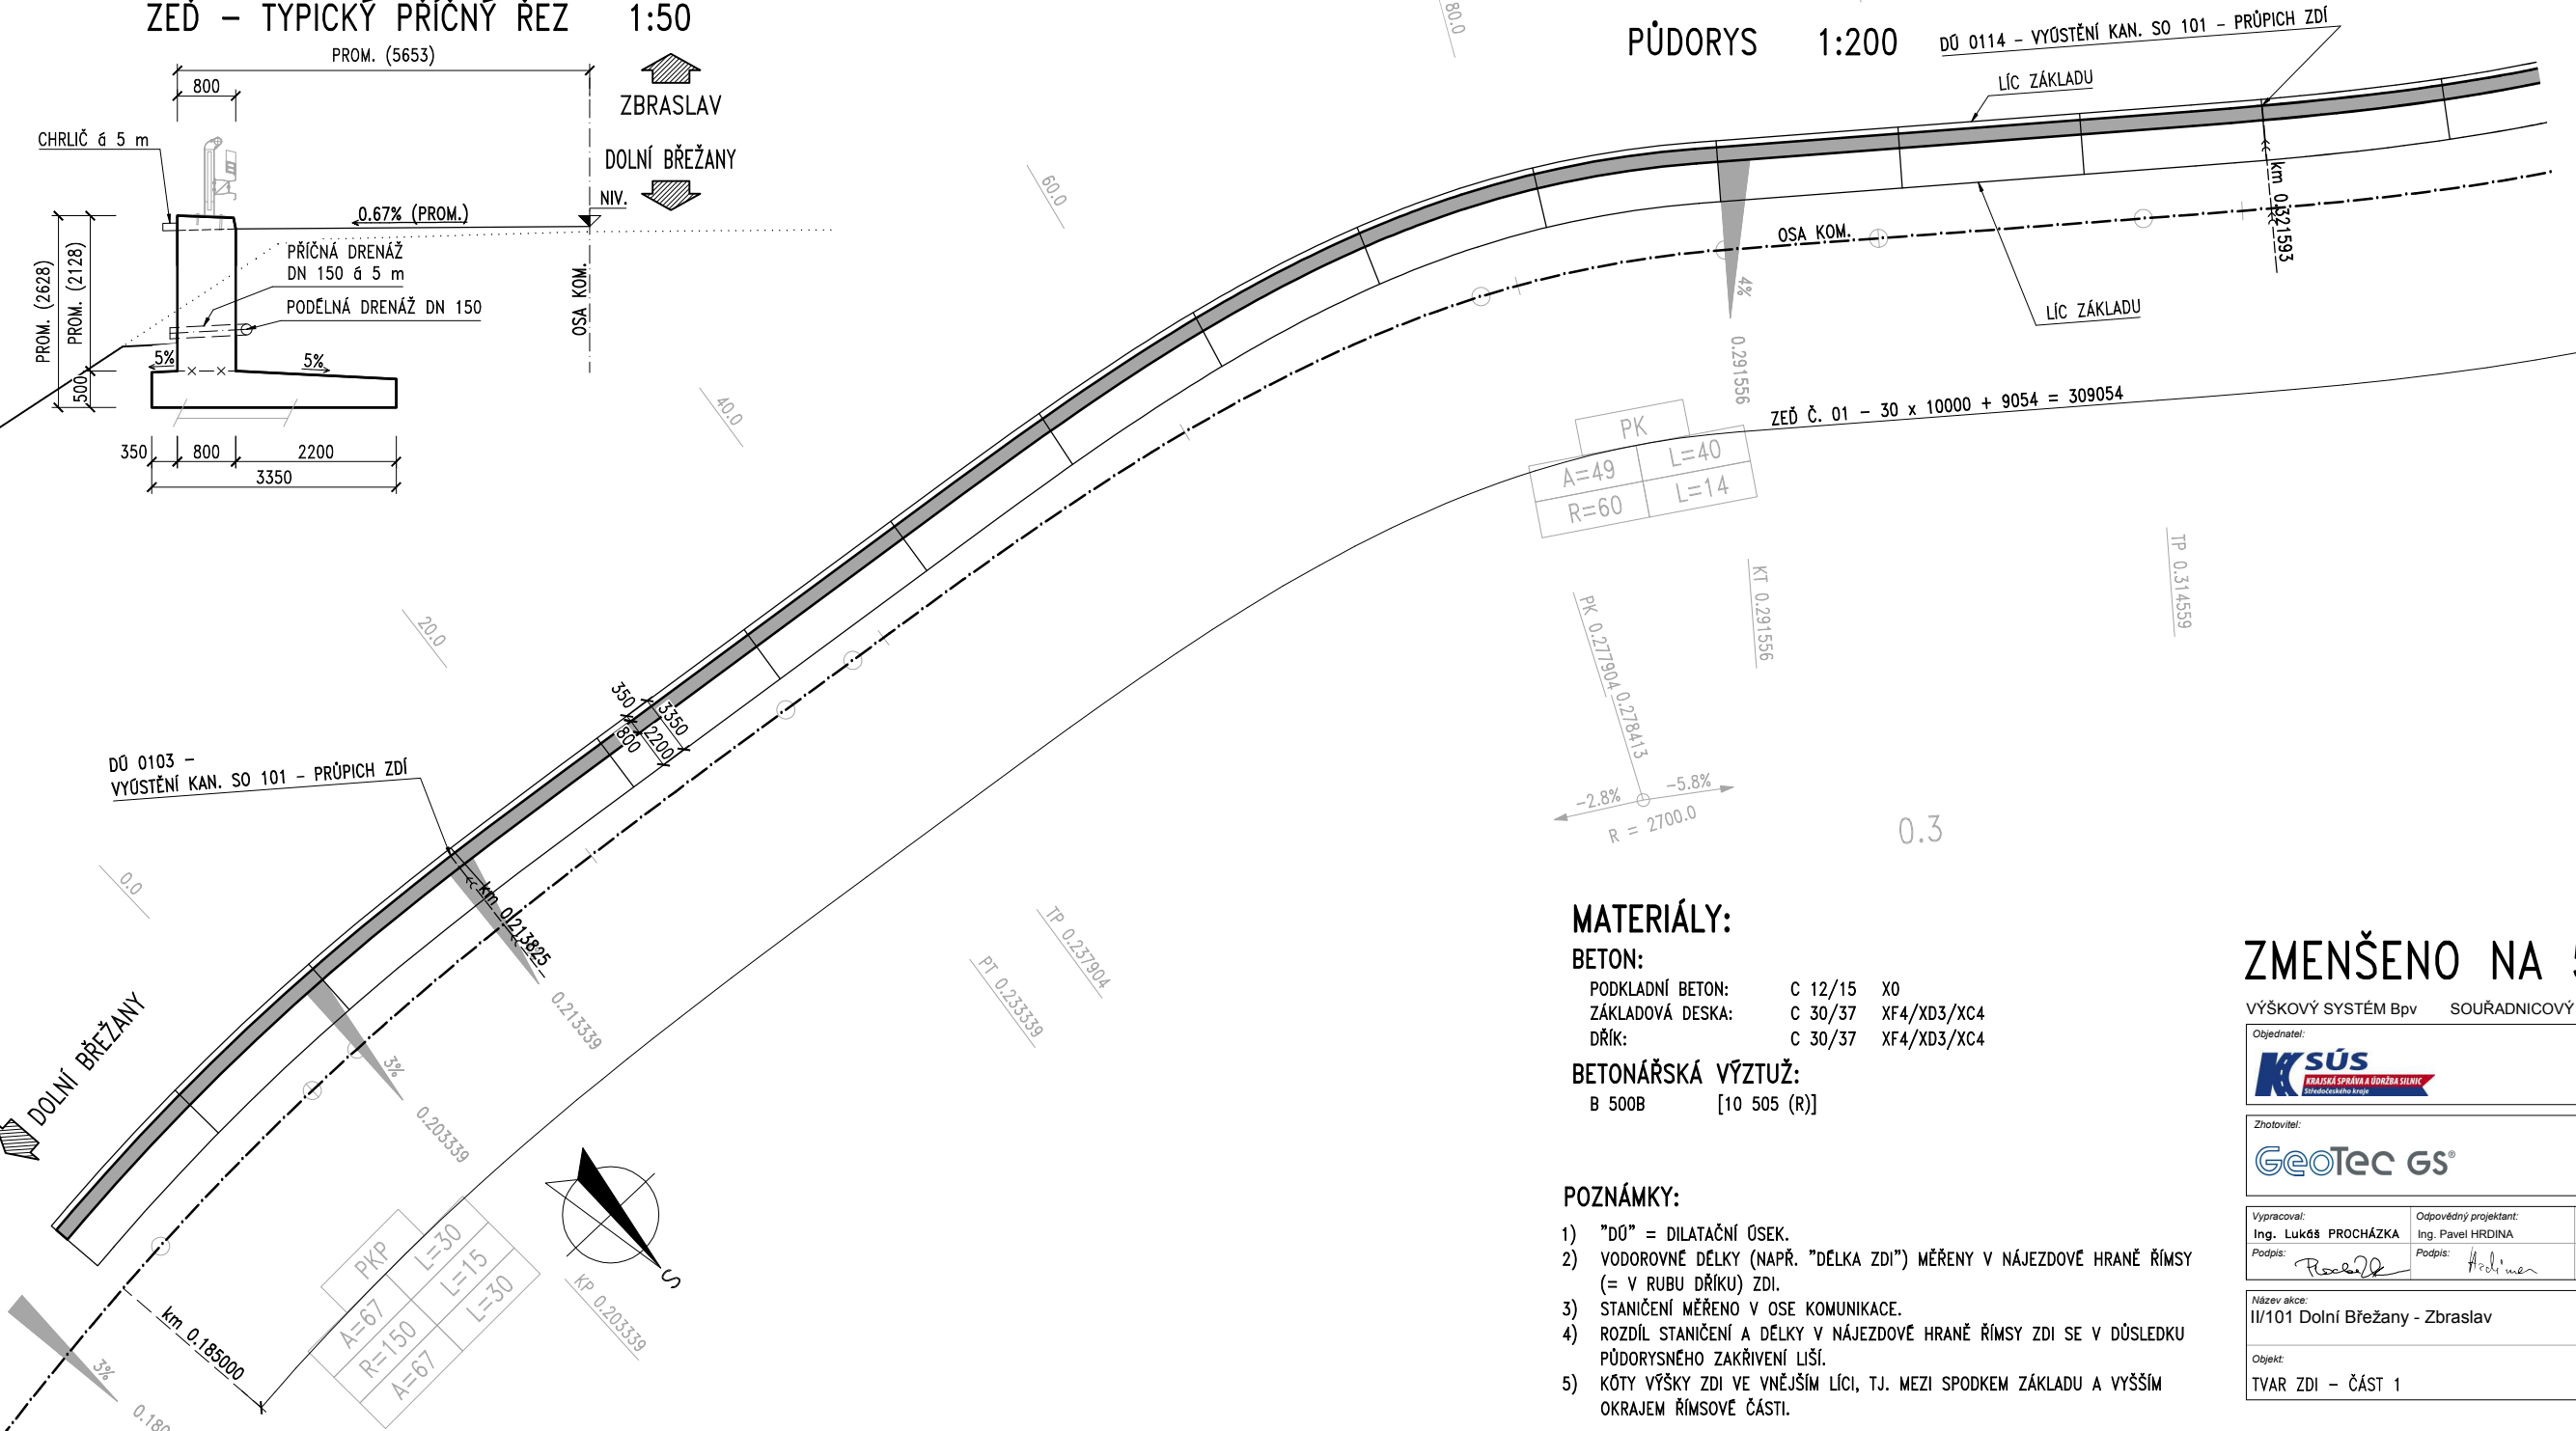 ZEĎ – TYPICKÝ PŘÍČNÝ ŘEZ 1:50
PROM. (5653)
800
CHRLIČ á 5 m
ZBRASLAV
DOLNÍ BŘEŽANY
NIV.
0.67% (PROM.)
PŘÍČNÁ DRENÁŽ
DN 150 á 5 m
PODÉLNÁ DRENÁŽ DN 150
PROM. (2628)
PROM. (2128)
500
5%
5%
OSA KOM.
350
800
2200
3350
PŮDORYS 1:200
DÚ 0114 – VYÚSTĚNÍ KAN. SO 101 – PRŮPICH ZDÍ
LÍC ZÁKLADU
80.0
60.0
40.0
20.0
0.0
OSA KOM.
km 0.321593
4%
0.291556
LÍC ZÁKLADU
ZEĎ Č. 01 – 30 x 10000 + 9054 = 309054
PK
A=49
L=40
R=60
L=14
TP 0.314559
KT 0.291556
PK 0.277904
0.278413
-2.8%
-5.8%
R = 2700.0
0.3
350
3350
800
2200
DÚ 0103 –
VYÚSTĚNÍ KAN. SO 101 – PRŮPICH ZDÍ
km 0.213825
0.213339
TP 0.237904
PT 0.233339
DOLNÍ BŘEŽANY
3%
0.203339
PKP
L=30
A=67
L=15
R=150
L=30
A=67
KP 0.203339
S
km 0.185000
3%
0.180
MATERIÁLY:
BETON:
PODKLADNÍ BETON: C 12/15 X0
ZÁKLADOVÁ DESKA: C 30/37 XF4/XD3/XC4
DŘÍK: C 30/37 XF4/XD3/XC4
BETONÁŘSKÁ VÝZTUŽ:
B 500B [10 505 (R)]
POZNÁMKY:
1) "DÚ" = DILATAČNÍ ÚSEK.
2) VODOROVNÉ DÉLKY (NAPŘ. "DÉLKA ZDI") MĚŘENY V NÁJEZDOVÉ HRANĚ ŘÍMSY
(= V RUBU DŘÍKU) ZDI.
3) STANIČENÍ MĚŘENO V OSE KOMUNIKACE.
4) ROZDÍL STANIČENÍ A DÉLKY V NÁJEZDOVÉ HRANĚ ŘÍMSY ZDI SE V DŮSLEDKU
PŮDORYSNÉHO ZAKŘIVENÍ LIŠÍ.
5) KÓTY VÝŠKY ZDI VE VNĚJŠÍM LÍCI, TJ. MEZI SPODKEM ZÁKLADU A VYŠŠÍM
OKRAJEM ŘÍMSOVÉ ČÁSTI.
ZMENŠENO NA
VÝŠKOVÝ SYSTÉM Bpv SOUŘADNICOVÝ
Objednatel:
SÚS
KRAJSKÁ SPRÁVA A ÚDRŽBA SILNIC
Středočeského kraje
Zhotovitel:
GeoTec GS®
Vypracoval: Odpovědný projektant:
Ing. Lukáš PROCHÁZKA Ing. Pavel HRDINA
Podpis: Podpis:
Název akce:
II/101 Dolní Břežany - Zbraslav
Objekt:
TVAR ZDI – ČÁST 1